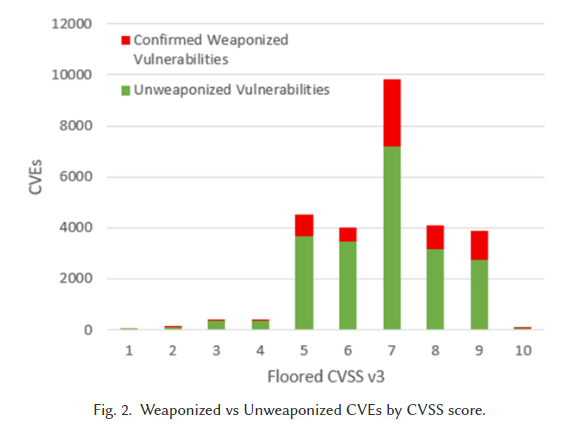 12000
10000
8000
6000
4000
2000
0
CVEs
Confirmed Weaponized
Vulnerabilities
Unweaponized Vulnerabilities
1 2 3 4 5 6 7 8 9 10
Floored CVSS v3
Fig. 2. Weaponized vs Unweaponized CVEs by CVSS score.